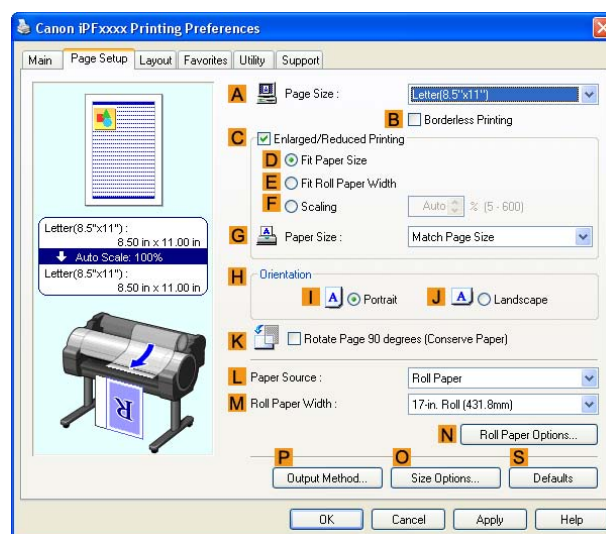 Canon iPFxxxx Printing Preferences
Main Page Setup Layout Favorites Utility Support
A Page Size : Letter(8.5"x11")
B Borderless Printing
C Enlarged/Reduced Printing
D Fit Paper Size
E Fit Roll Paper Width
F Scaling Auto % (5 - 600)
Letter(8.5"x11") :
8.50 in x 11.00 in
Auto Scale: 100%
Letter(8.5"x11") :
8.50 in x 11.00 in
G A Paper Size : Match Page Size
H Orientation
I A Portrait J A Landscape
K Rotate Page 90 degrees (Conserve Paper)
R
L Paper Source : Roll Paper
M Roll Paper Width : 17-in. Roll (431.8mm)
N Roll Paper Options...
P O S
Output Method... Size Options... Defaults
OK Cancel Apply Help